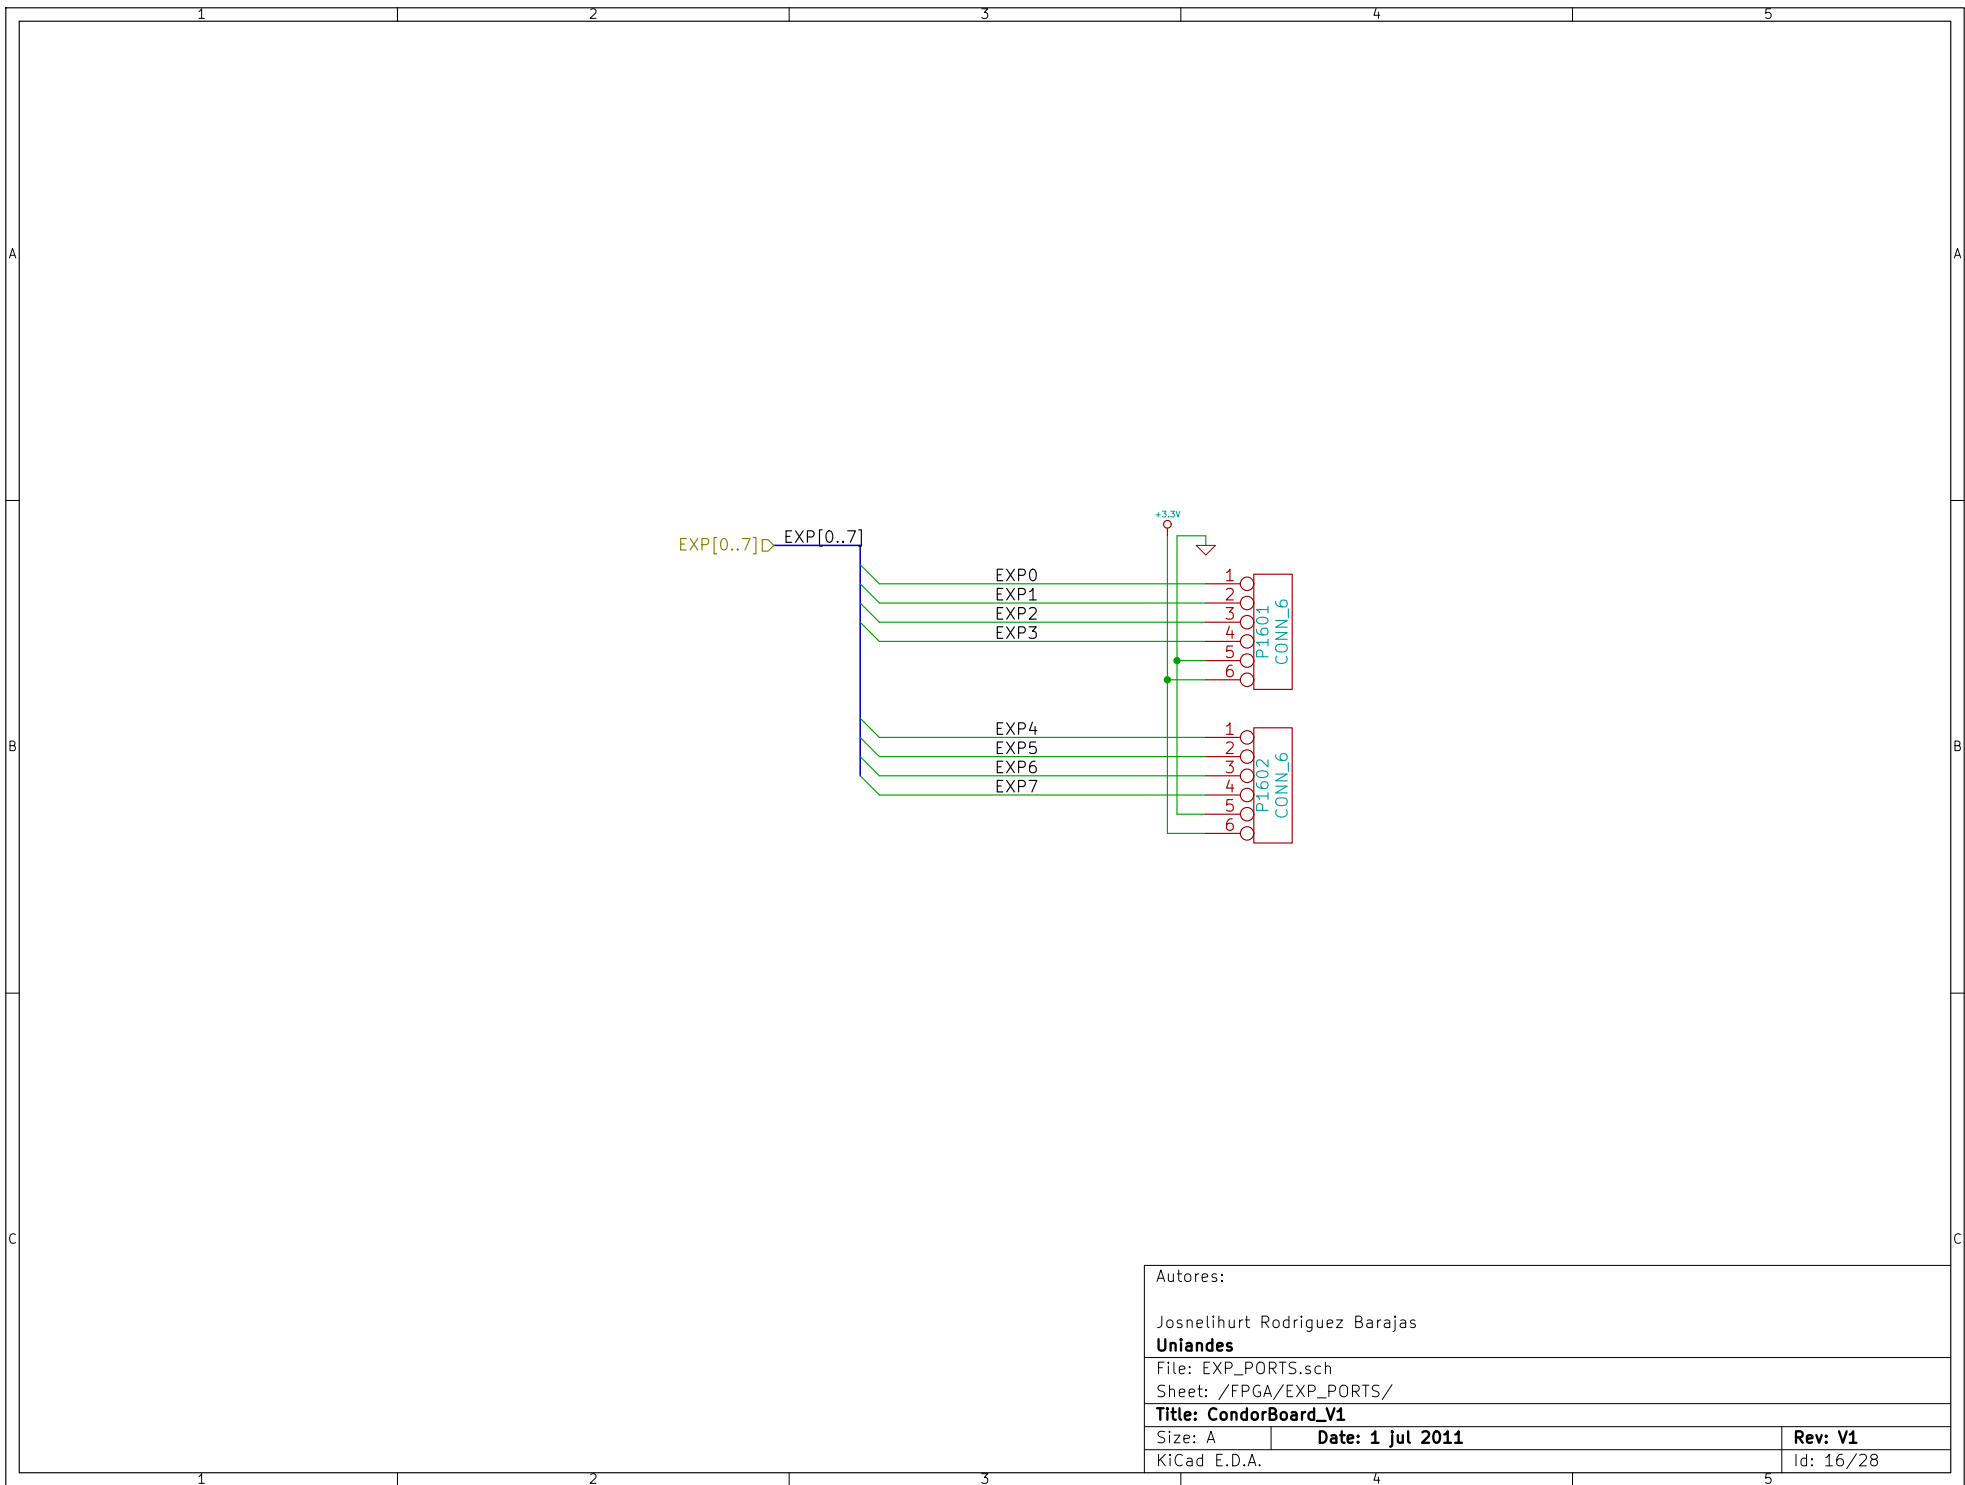 1 2 3 4 5
A A
+3.3V
EXP[0..7] EXP[0..7]
EXP0 1
EXP1 2
EXP2 3
EXP3 4
5
6
P1601
CONN_6
EXP4 1
EXP5 2
EXP6 3
EXP7 4
5
6
P1602
CONN_6
B B
C C
Autores:
Josnelihurt Rodriguez Barajas
Uniandes
File: EXP_PORTS.sch
Sheet: /FPGA/EXP_PORTS/
Title: CondorBoard_V1
Size: A Date: 1 jul 2011 Rev: V1
KiCad E.D.A. Id: 16/28
1 2 3 4 5